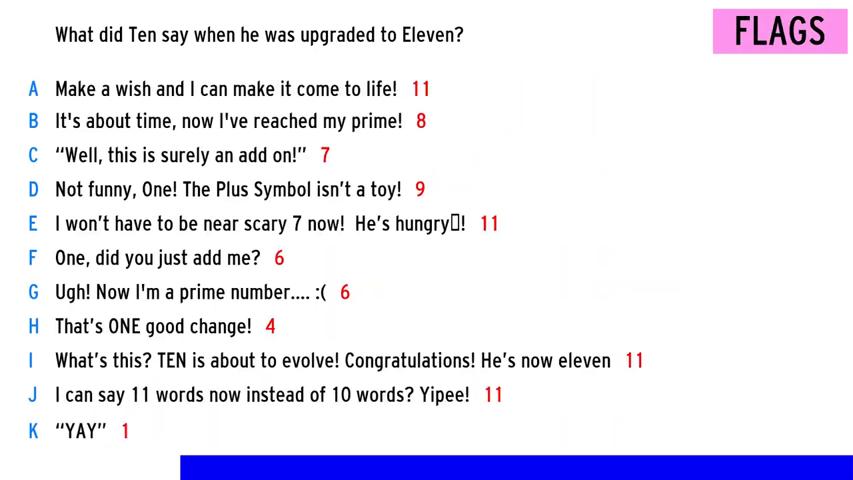 What did Ten say when he was upgraded to Eleven?
FLAGS
A Make a wish and I can make it come to life! 11
B It's about time, now I've reached my prime! 8
C “Well, this is surely an add on!” 7
D Not funny, One! The Plus Symbol isn’t a toy! 9
E I won’t have to be near scary 7 now! He’s hungry▯! 11
F One, did you just add me? 6
G Ugh! Now I'm a prime number.... :( 6
H That’s ONE good change! 4
I What’s this? TEN is about to evolve! Congratulations! He’s now eleven 11
J I can say 11 words now instead of 10 words? Yipee! 11
K “YAY” 1